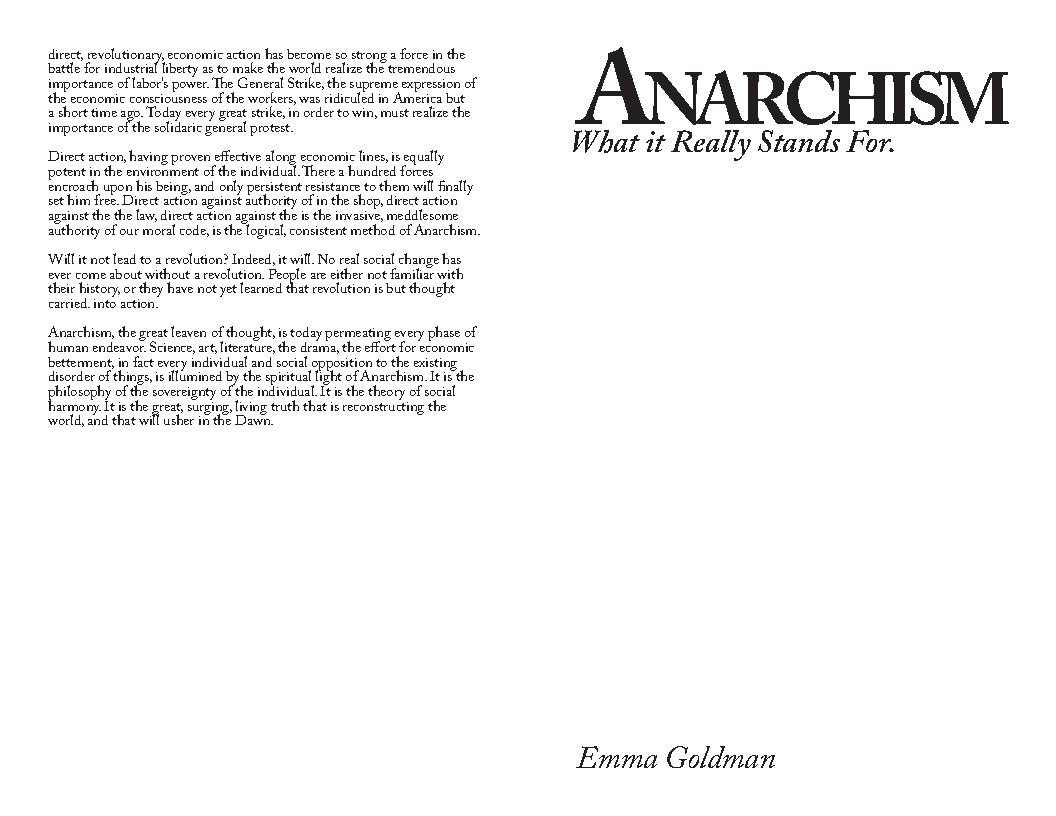 direct, revolutionary, economic action has become so strong a force in the
battle for industrial liberty as to make the world realize the tremendous
importance of labor's power. The General Strike, the supreme expression of
the economic consciousness of the workers, was ridiculed in America but
a short time ago. Today every great strike, in order to win, must realize the
importance of the solidaric general protest.
Direct action, having proven effective along economic lines, is equally
potent in the environment of the individual. There a hundred forces
encroach upon his being, and only persistent resistance to them will finally
set him free. Direct action against authority of in the shop, direct action
against the the law, direct action against the is the invasive, meddlesome
authority of our moral code, is the logical, consistent method of Anarchism.
Will it not lead to a revolution? Indeed, it will. No real social change has
ever come about without a revolution. People are either not familiar with
their history, or they have not yet learned that revolution is but thought
carried. into action.
Anarchism, the great leaven of thought, is today permeating every phase of
human endeavor. Science, art, literature, the drama, the effort for economic
betterment, in fact every individual and social opposition to the existing
disorder of things, is illumined by the spiritual light of Anarchism. It is the
philosophy of the sovereignty of the individual. It is the theory of social
harmony. It is the great, surging, living truth that is reconstructing the
world, and that will usher in the Dawn.
ANARCHISM
What it Really Stands For.
Emma Goldman